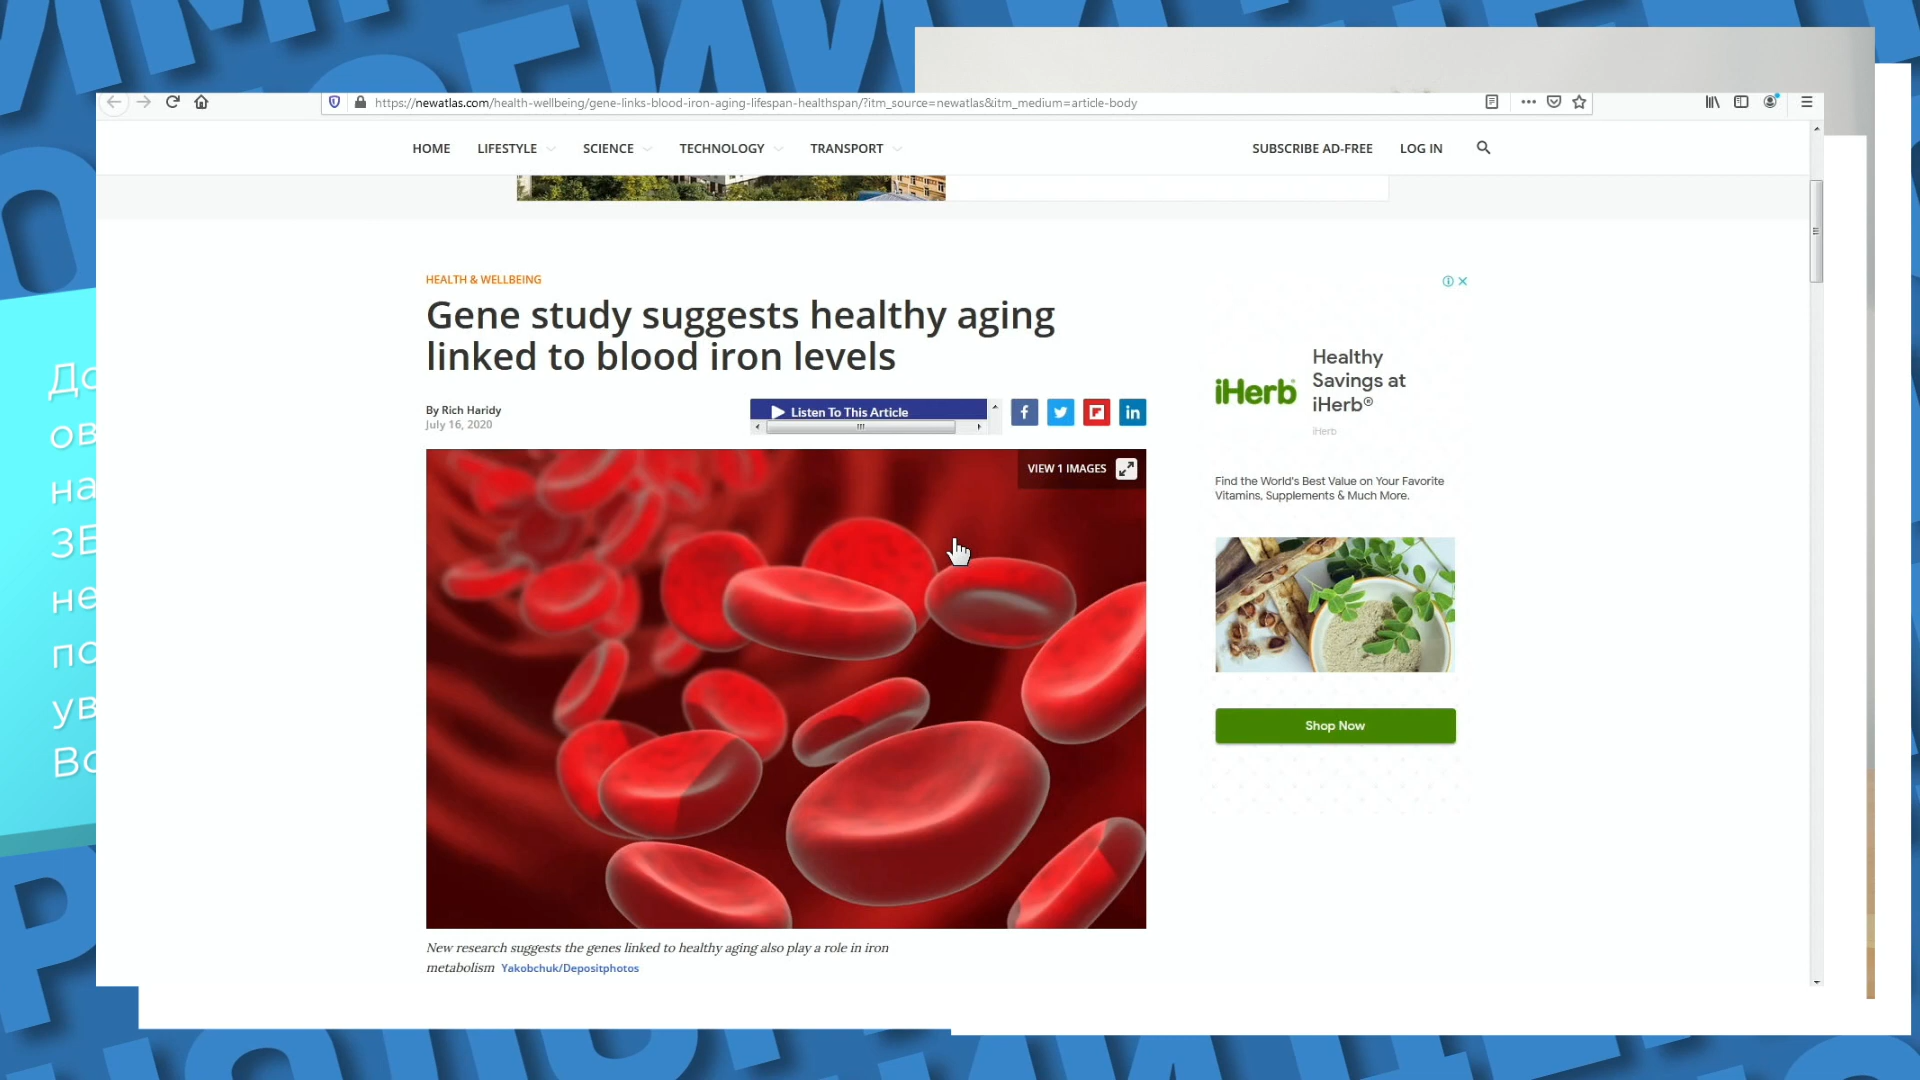 https://newatlas.com/health-wellbeing/gene-links-blood-iron-aging-lifespan-healthspan/?itm_source=newatlas&itm_medium=article-body
HOME LIFESTYLE SCIENCE TECHNOLOGY TRANSPORT SUBSCRIBE AD-FREE LOG IN
HEALTH & WELLBEING
Gene study suggests healthy aging
linked to blood iron levels
By Rich Haridy
July 16, 2020
Listen To This Article
VIEW 1 IMAGES
New research suggests the genes linked to healthy aging also play a role in iron
metabolism Yakobchuk/Depositphotos
iHerb
Healthy
Savings at
iHerb®
iHerb
Find the World's Best Value on Your Favorite
Vitamins, Supplements & Much More.
Shop Now